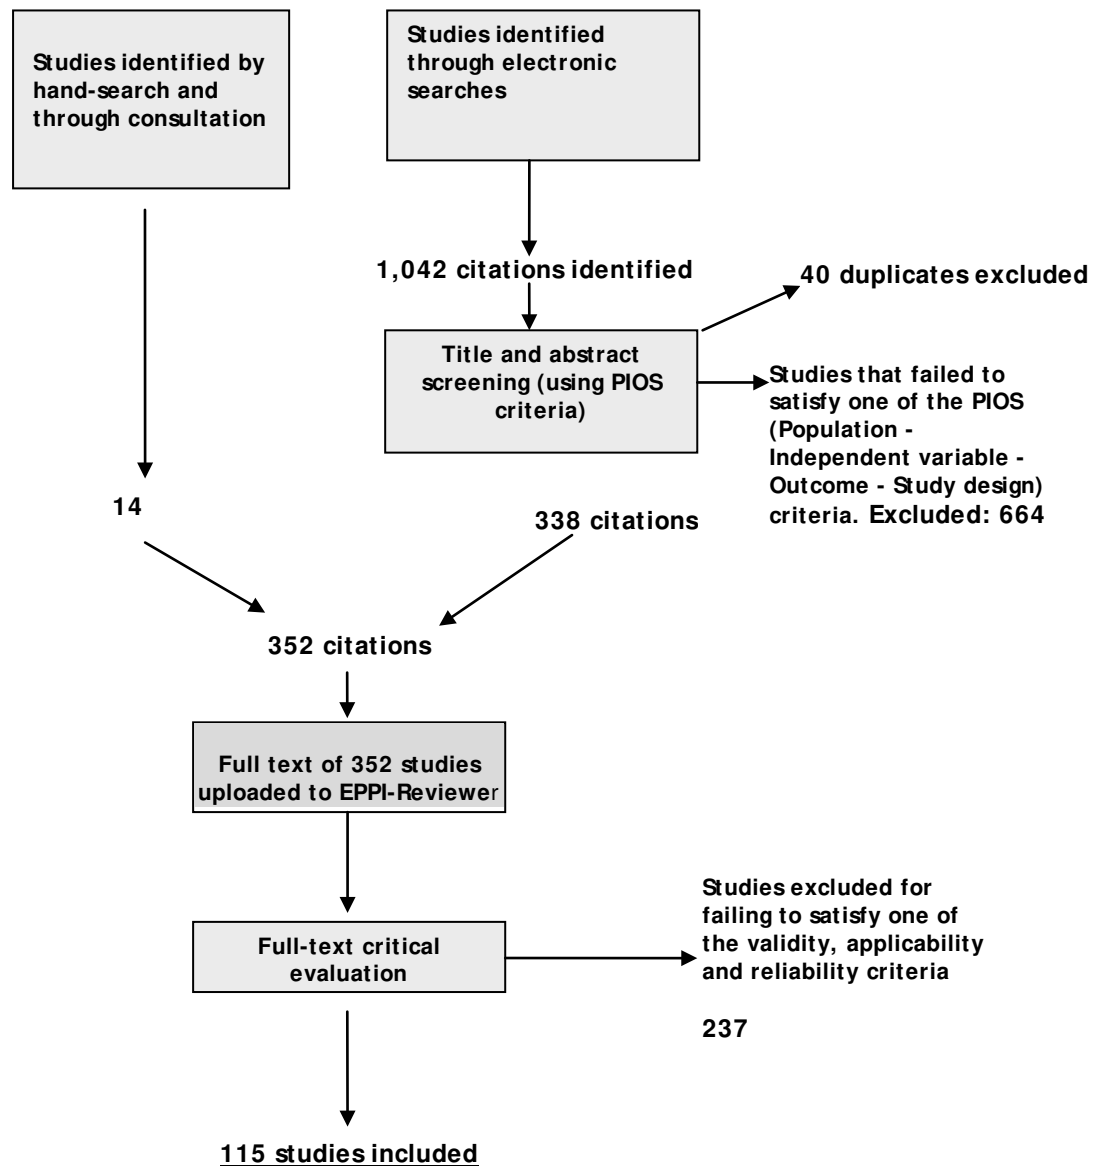 Studies identified by
hand-search and
through consultation
Studies identified
through electronic
searches
1,042 citations identified
40 duplicates excluded
Title and abstract
screening (using PIOS
criteria)
Studies that failed to
satisfy one of the PIOS
(Population -
Independent variable -
Outcome - Study design)
criteria. Excluded: 664
14
338 citations
352 citations
Full text of 352 studies
uploaded to EPPI-Reviewer
Full-text critical
evaluation
Studies excluded for
failing to satisfy one of
the validity, applicability
and reliability criteria
237
115 studies included